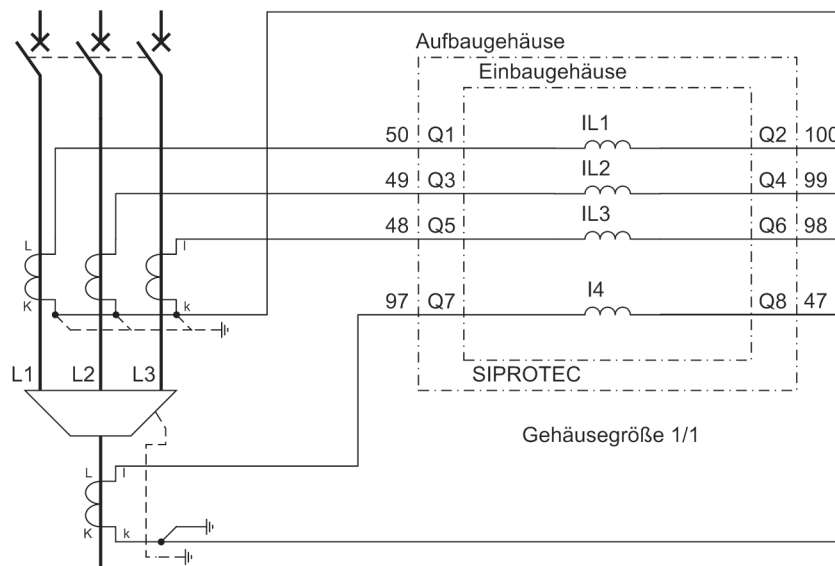 Aufbaugehäuse
Einbaugehäuse
50 Q1 IL1 Q2 100
49 Q3 IL2 Q4 99
48 Q5 IL3 Q6 98
L l
K k
97 Q7 I4 Q8 47
L1 L2 L3
SIPROTEC
Gehäusegröße 1/1
L l
K k